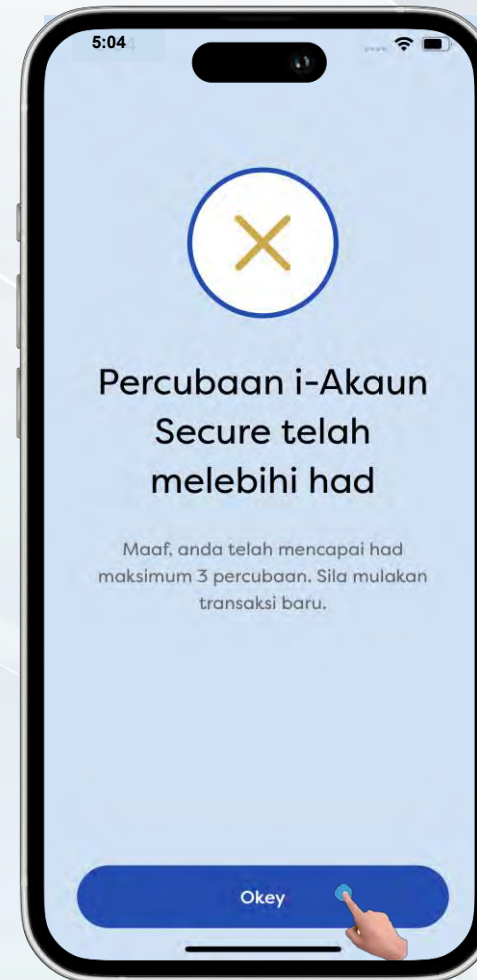 5:04
Percubaan i-Akaun
Secure telah
melebihi had
Maaf, anda telah mencapai had
maksimum 3 percubaan. Sila mulakan
transaksi baru.
Okey